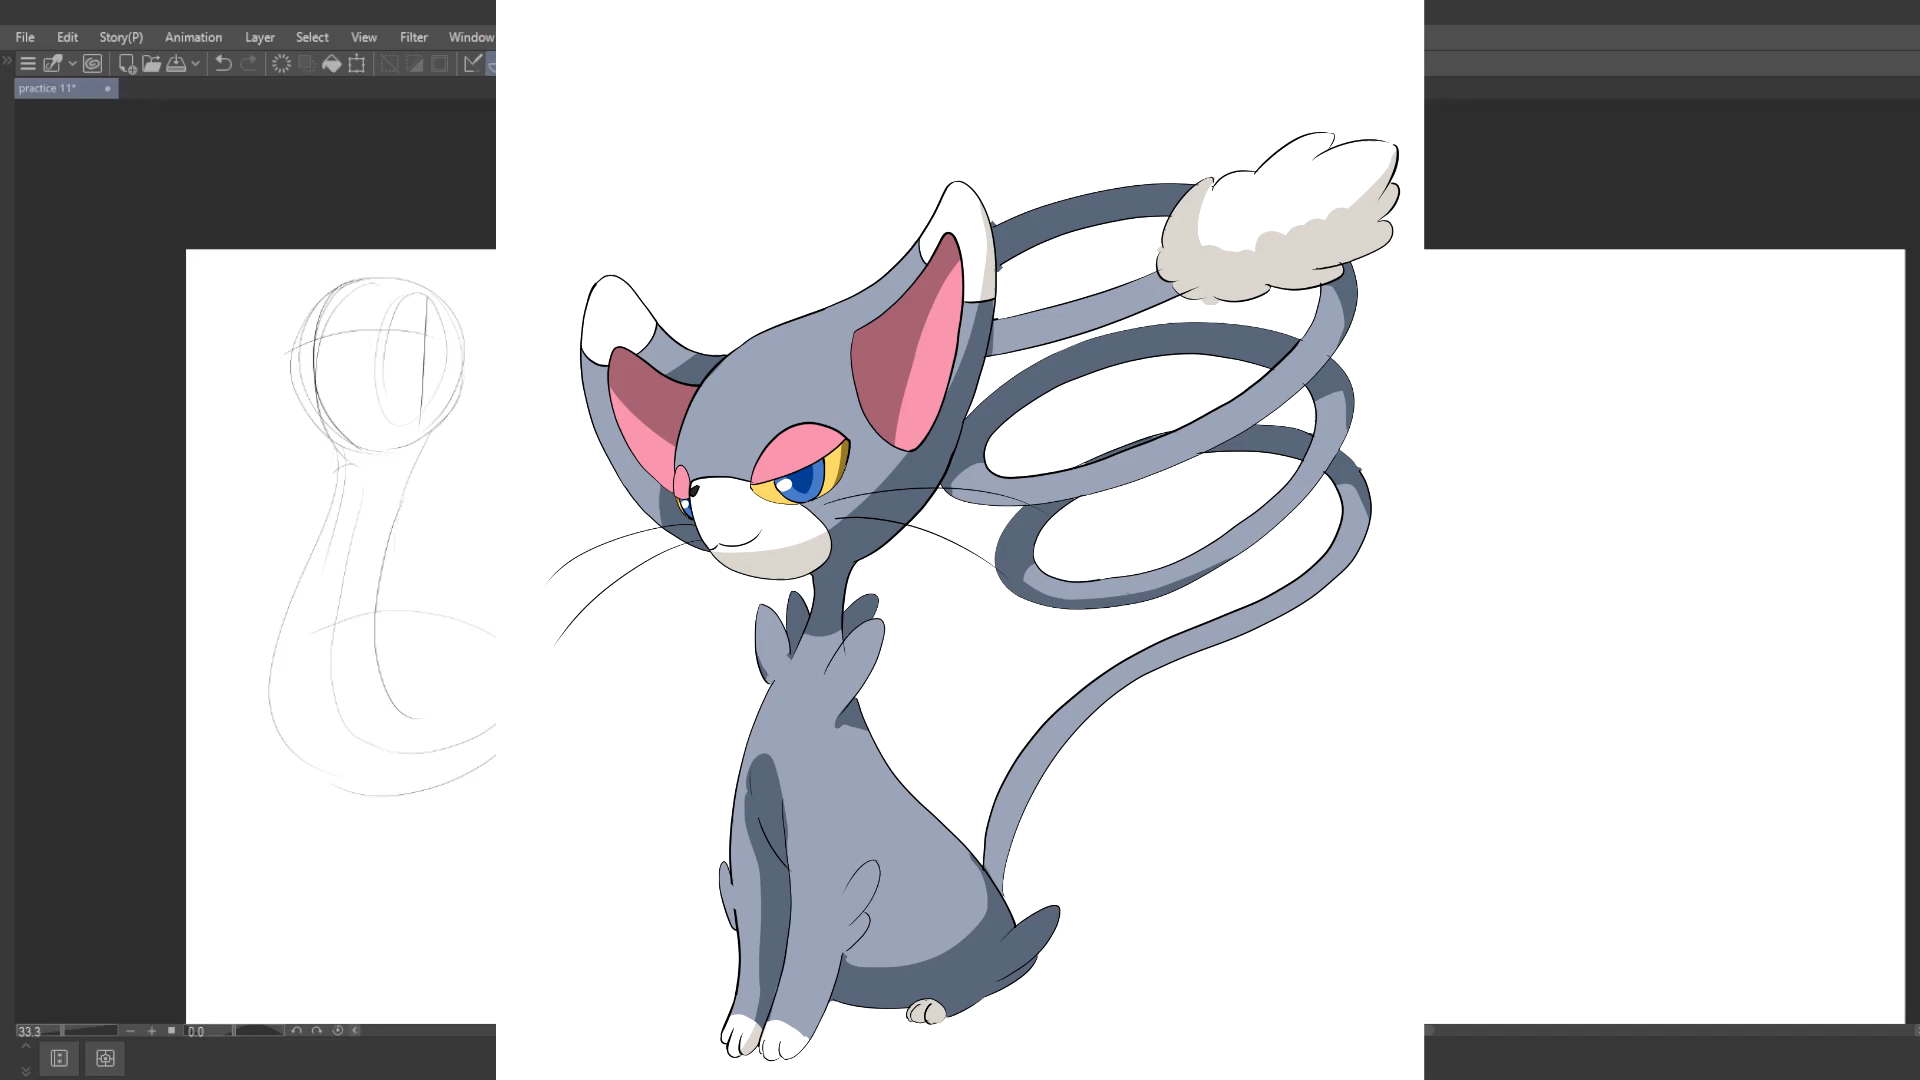 File Edit Story(P) Animation Layer Select View Filter Window
practice 11*
33.3 0.0